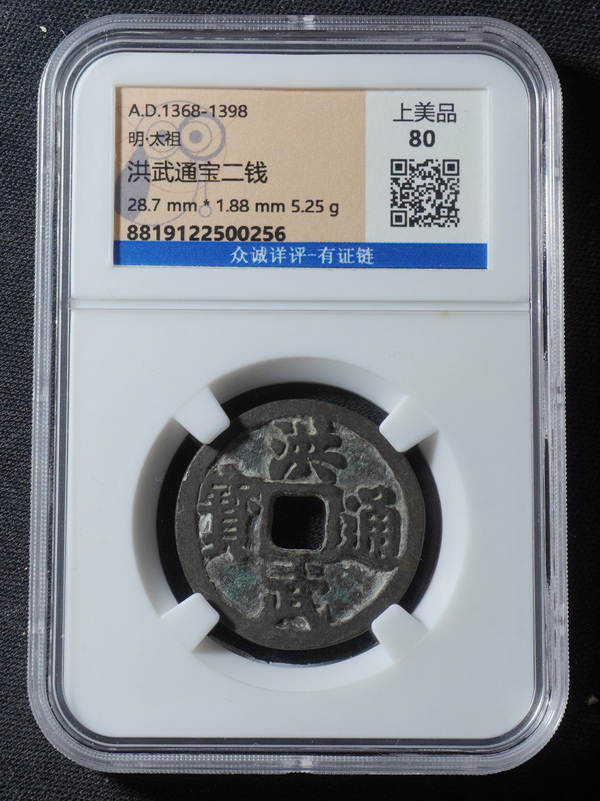 A.D.1368-1398
明·太祖
洪武通宝二钱
28.7 mm * 1.88 mm 5.25 g
8819122500256
上美品
80
众诚详评-有证链
洪武通寶